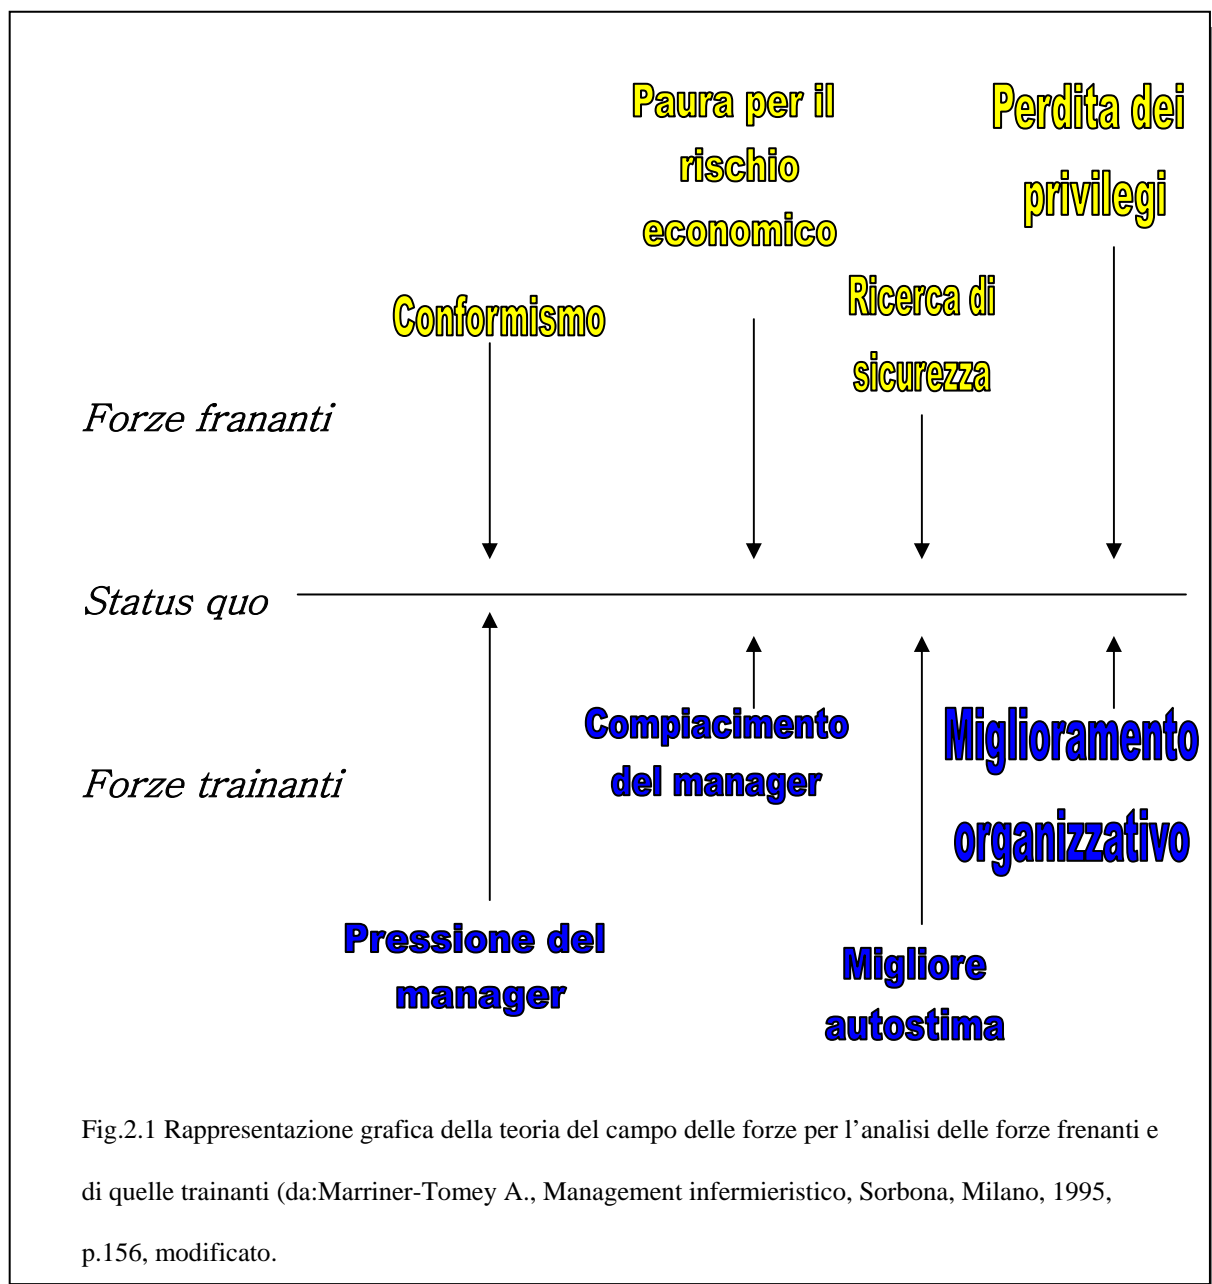 Paura per il
rischio
economico
Perdita dei
privilegi
Conformismo
Ricerca di
sicurezza
Forze frananti
Status quo
Forze trainanti
Compiacimento
del manager
Miglioramento
organizzativo
Pressione del
manager
Migliore
autostima
Fig.2.1 Rappresentazione grafica della teoria del campo delle forze per l’analisi delle forze frenanti e
di quelle trainanti (da:Marriner-Tomey A., Management infermieristico, Sorbona, Milano, 1995,
p.156, modificato.